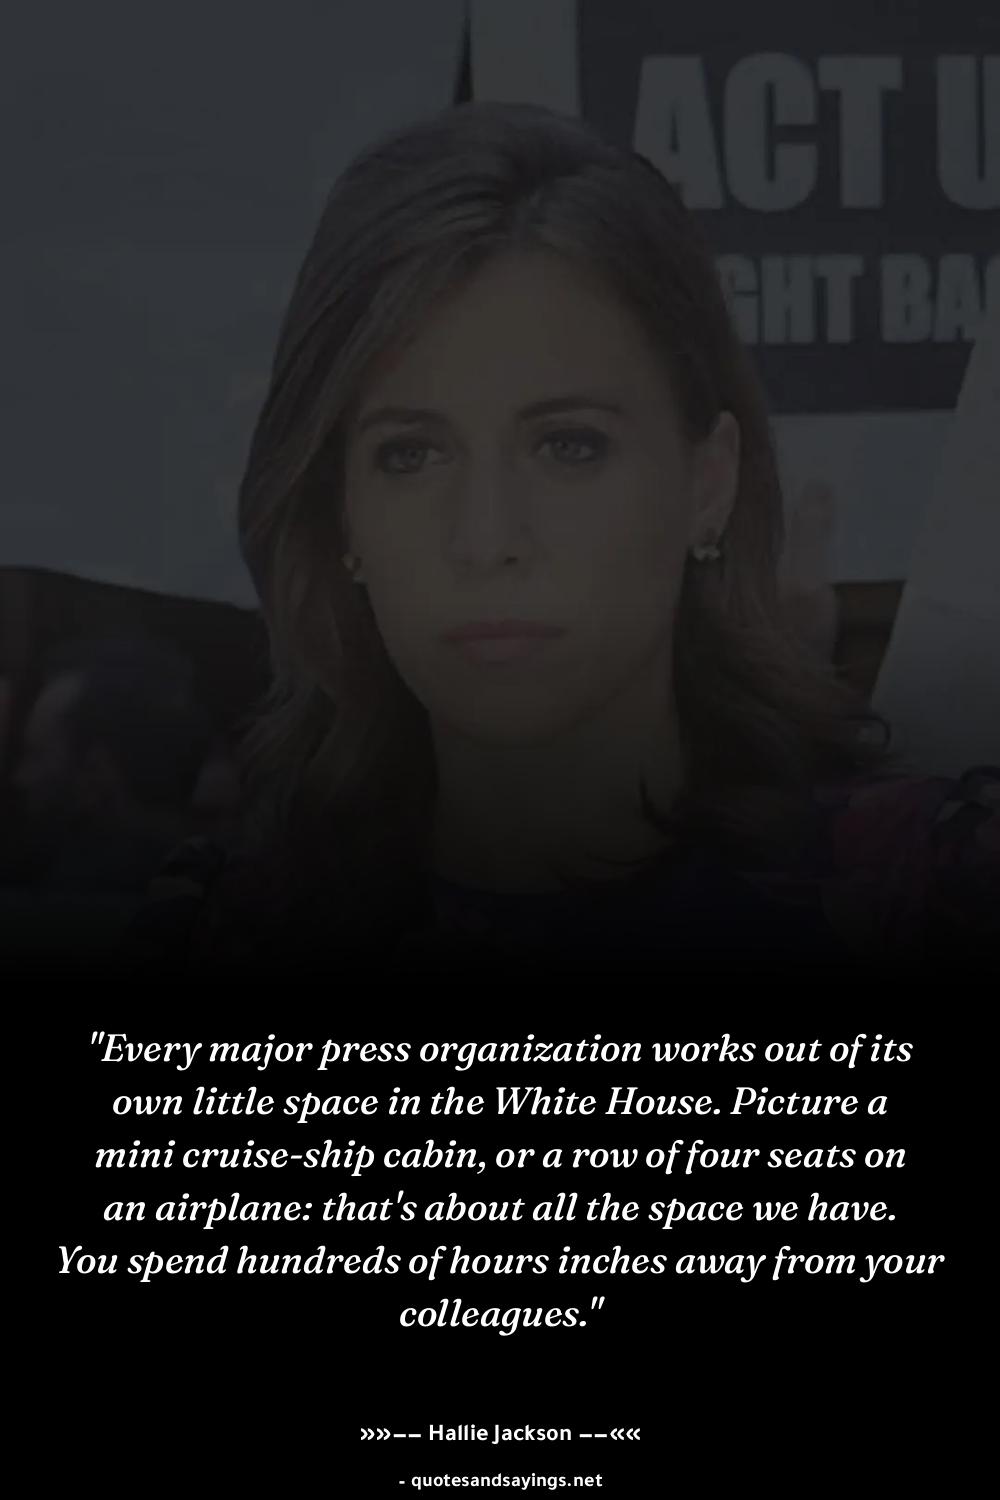 ACT U
GHT BAC
"Every major press organization works out of its
own little space in the White House. Picture a
mini cruise-ship cabin, or a row of four seats on
an airplane: that's about all the space we have.
You spend hundreds of hours inches away from your
colleagues."
»»−− Hallie Jackson −−««
- quotesandsayings.net